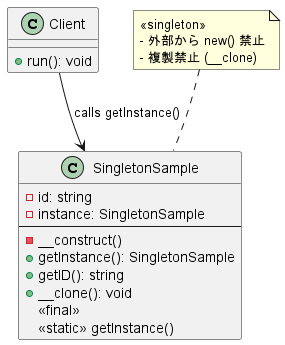 C Client
run(): void
«singleton»
- 外部から new() 禁止
- 複製禁止 (__clone)
calls getInstance()
C SingletonSample
id: string
instance: SingletonSample
__construct()
getInstance(): SingletonSample
getID(): string
__clone(): void
«final»
«static» getInstance()